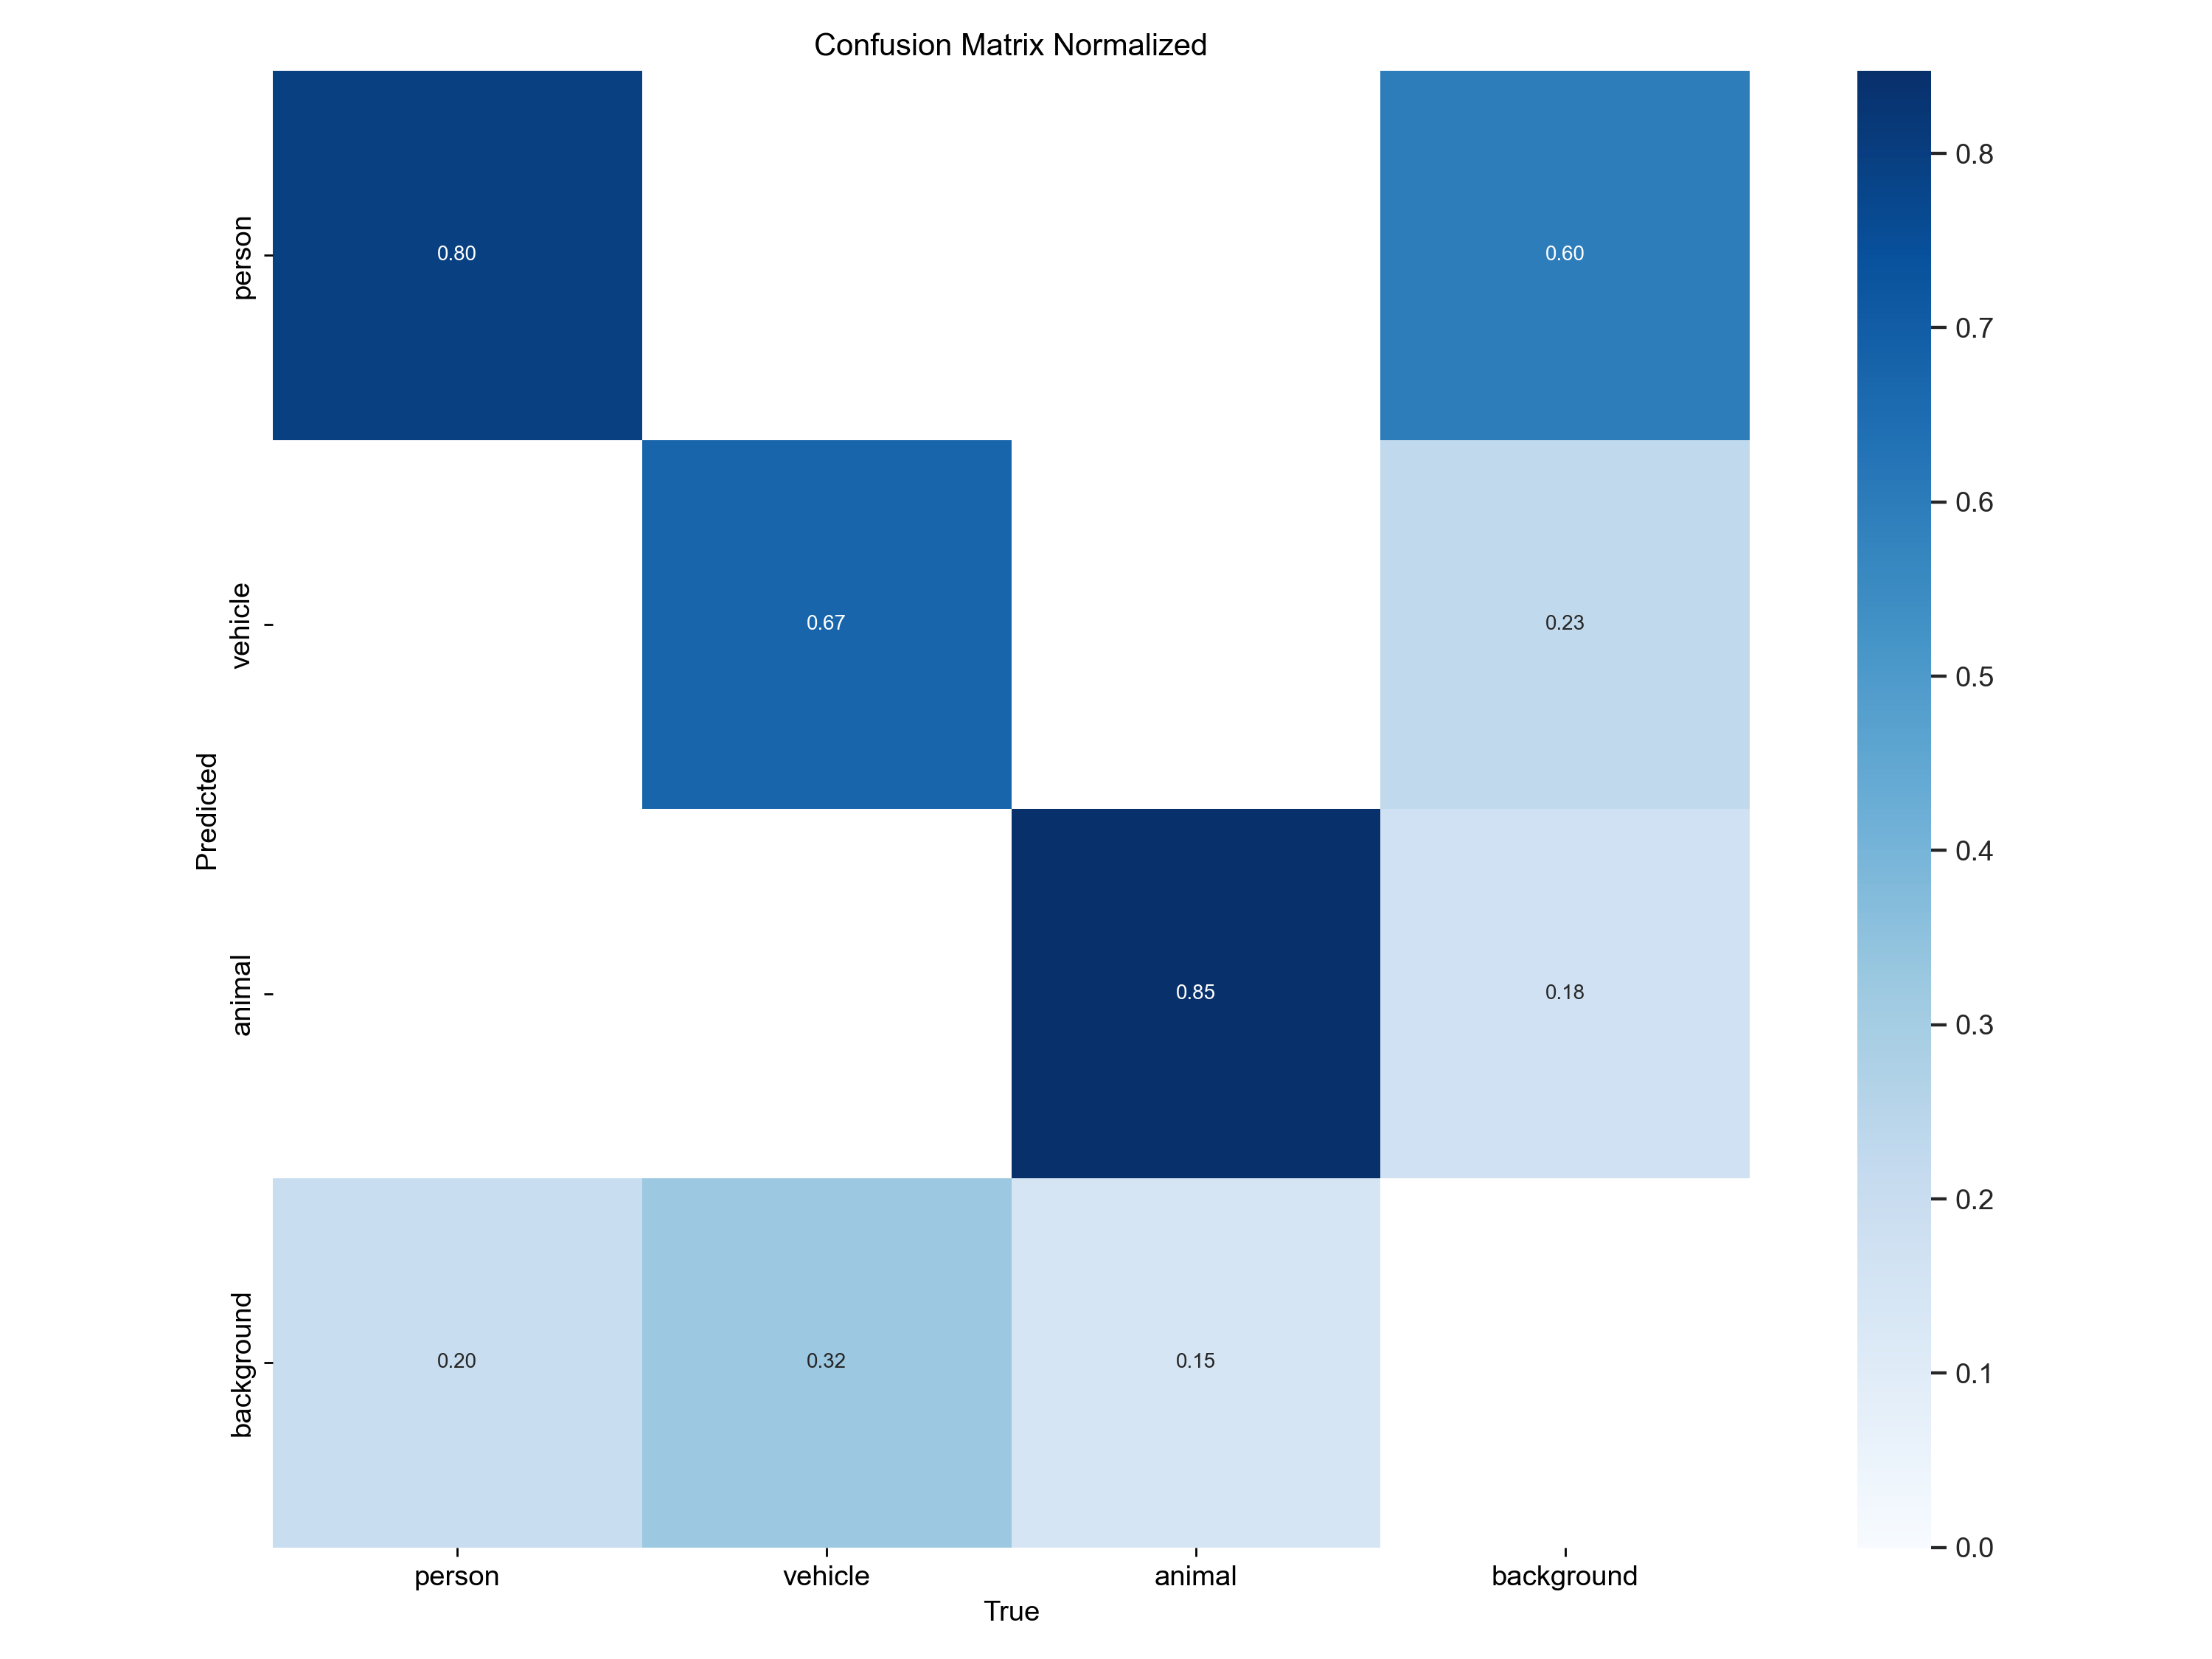 Confusion Matrix Normalized
person
0.80
0.60
0.8
0.7
vehicle
0.67
0.23
0.6
0.5
Predicted
0.4
animal
0.85
0.18
0.3
0.2
background
0.20
0.32
0.15
0.1
0.0
person vehicle animal background
True